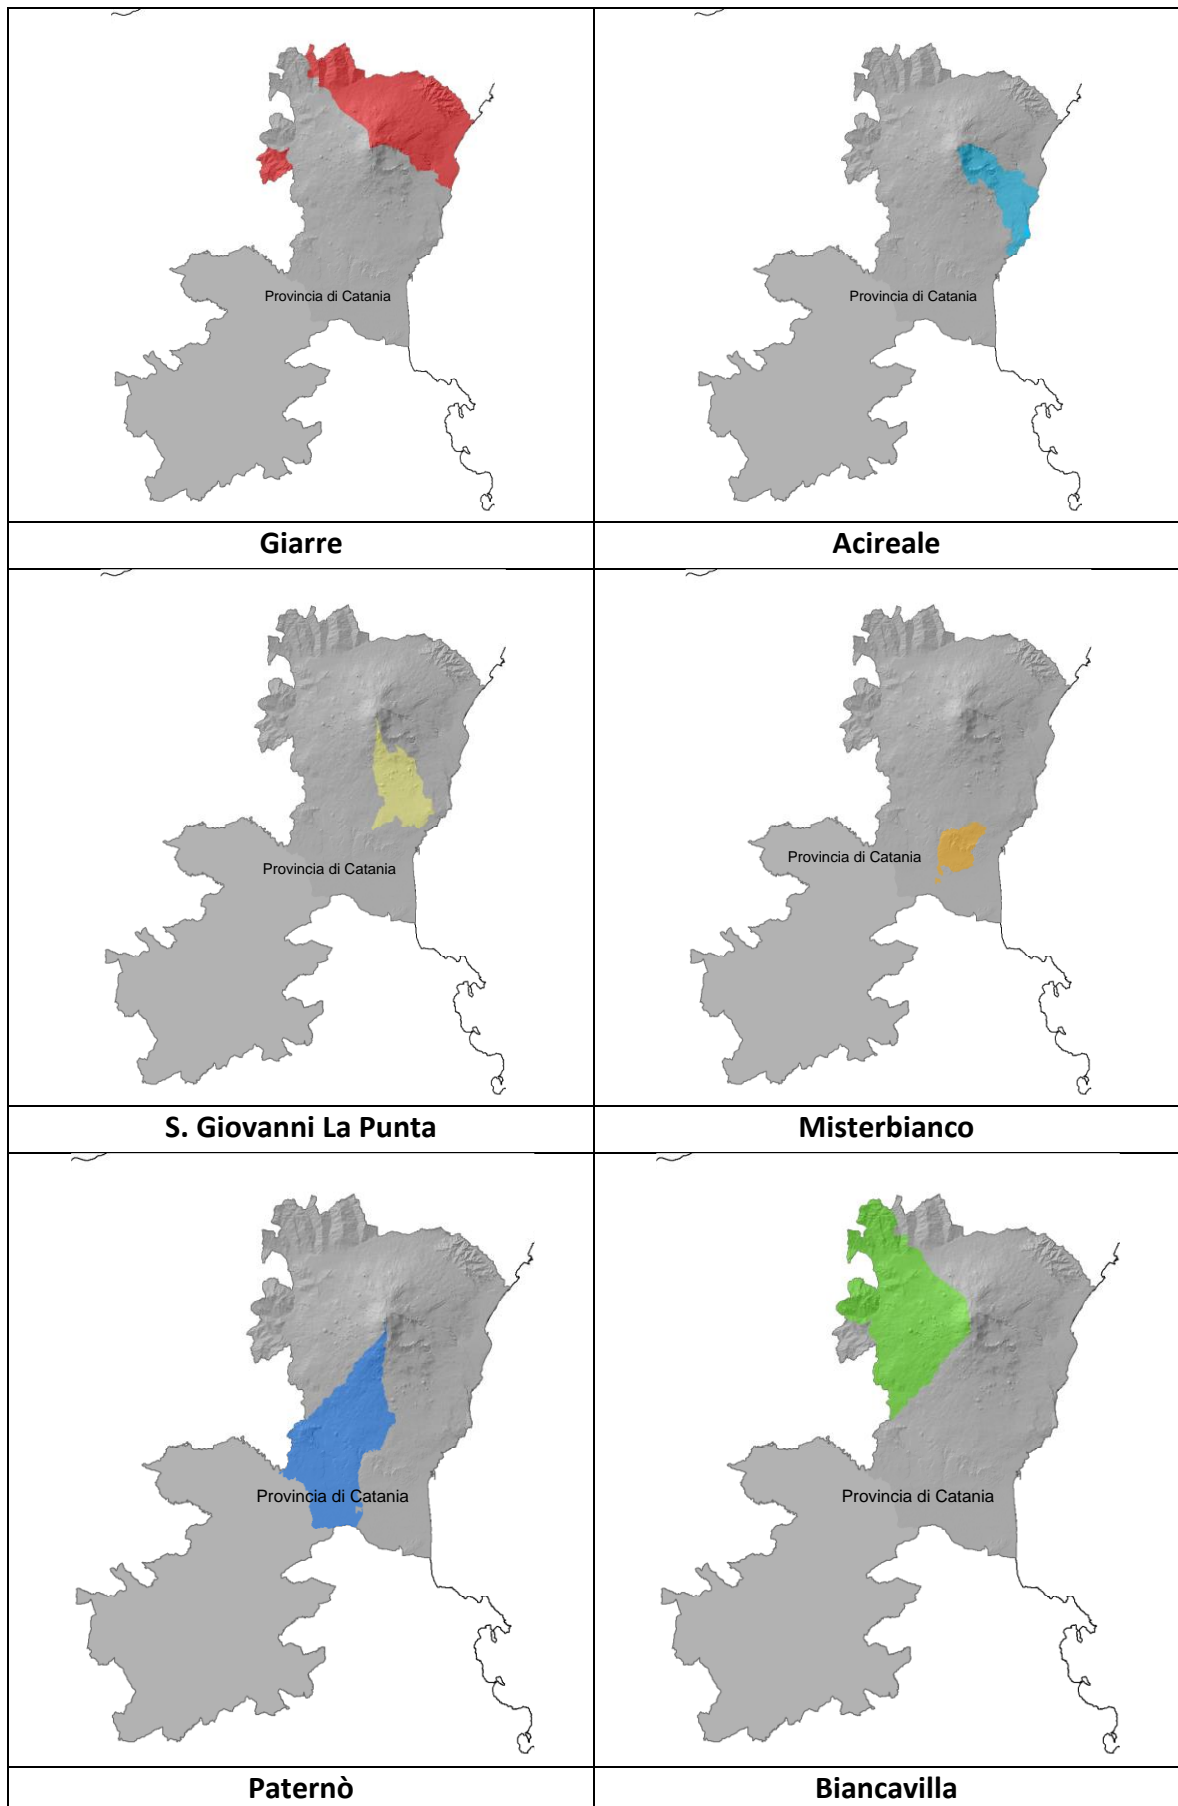 Provincia di Catania
Provincia di Catania
Giarre
Acireale
Provincia di Catania
Provincia di Catania
S. Giovanni La Punta
Misterbianco
Provincia di Catania
Provincia di Catania
Paternò
Biancavilla